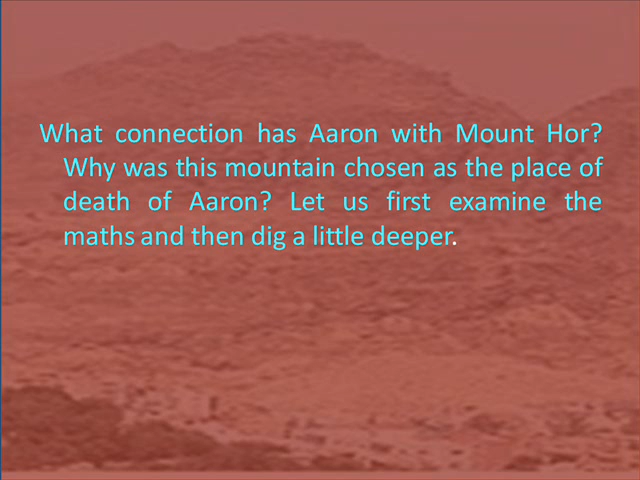 What connection has Aaron with Mount Hor?
Why was this mountain chosen as the place of
death of Aaron? Let us first examine the
maths and then dig a little deeper.